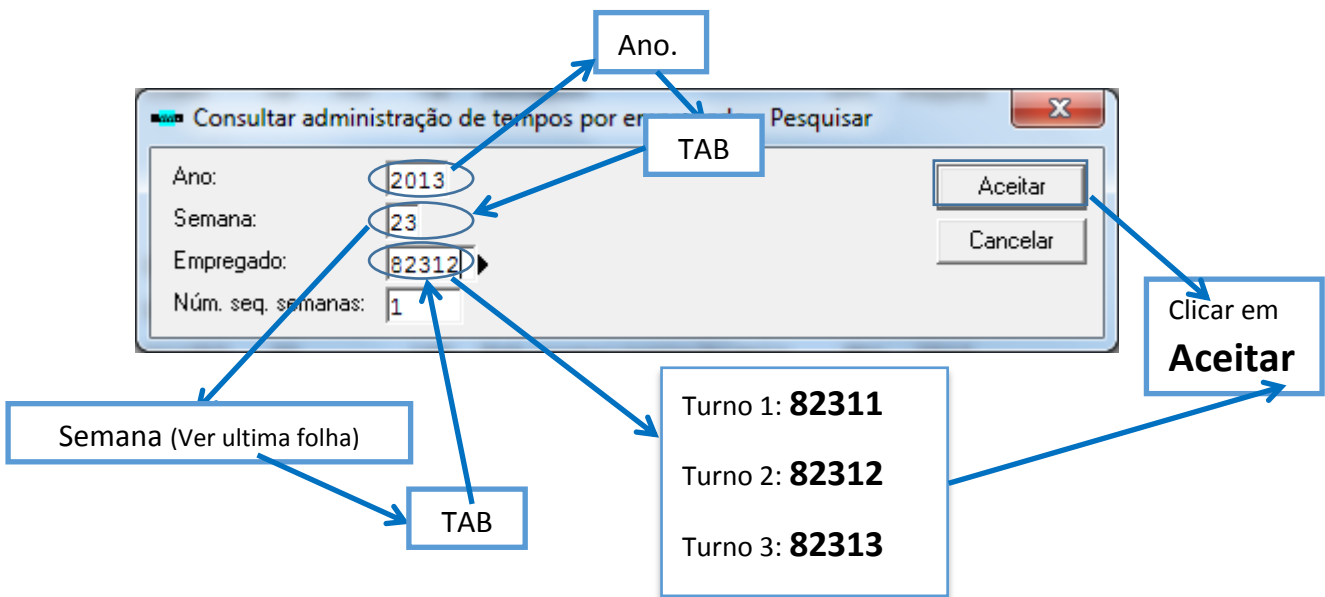 Ano.
Consultar administração de tempos por
Pesquisar
TAB
Ano:
2013
Aceitar
Semana:
23
Cancelar
Empregado:
82312
Núm. seq. semanas:
1
Clicar em
Aceitar
Turno 1: 82311
Semana (Ver ultima folha)
Turno 2: 82312
TAB
Turno 3: 82313